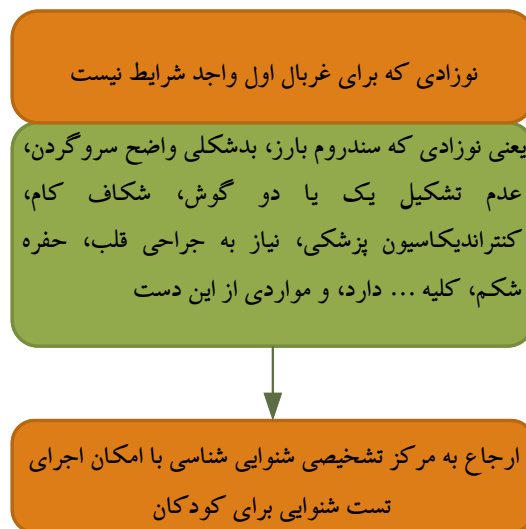 نوزادی که برای غربال اول واجد شرایط نیست
یعنی نوزادی که سندروم بارز، بدشکلی واضح سروگردن،
عدم تشکیل یک یا دو گوش، شکاف کام،
کنتراندیکاسیون پزشکی، نیاز به جراحی قلب، حفره
شکم، کلیه ... دارد، و مواردی از این دست
ارجاع به مرکز تشخیصی شنوایی شناسی با امکان اجرای
تست شنوایی برای کودکان